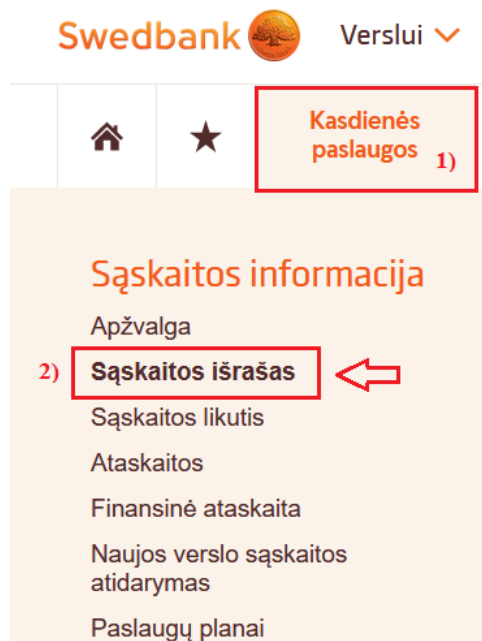 Swedbank Verslui
Kasdienės
paslaugos 1)
Sąskaitos informacija
Apžvalga
2) Sąskaitos išrašas
Sąskaitos likutis
Ataskaitos
Finansinė ataskaita
Naujos verslo sąskaitos
atidarymas
Paslaugų planai